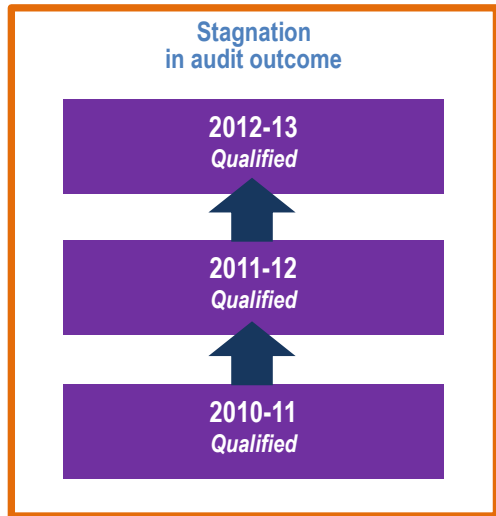 Stagnation
in audit outcome
2012-13
Qualified
2011-12
Qualified
2010-11
Qualified